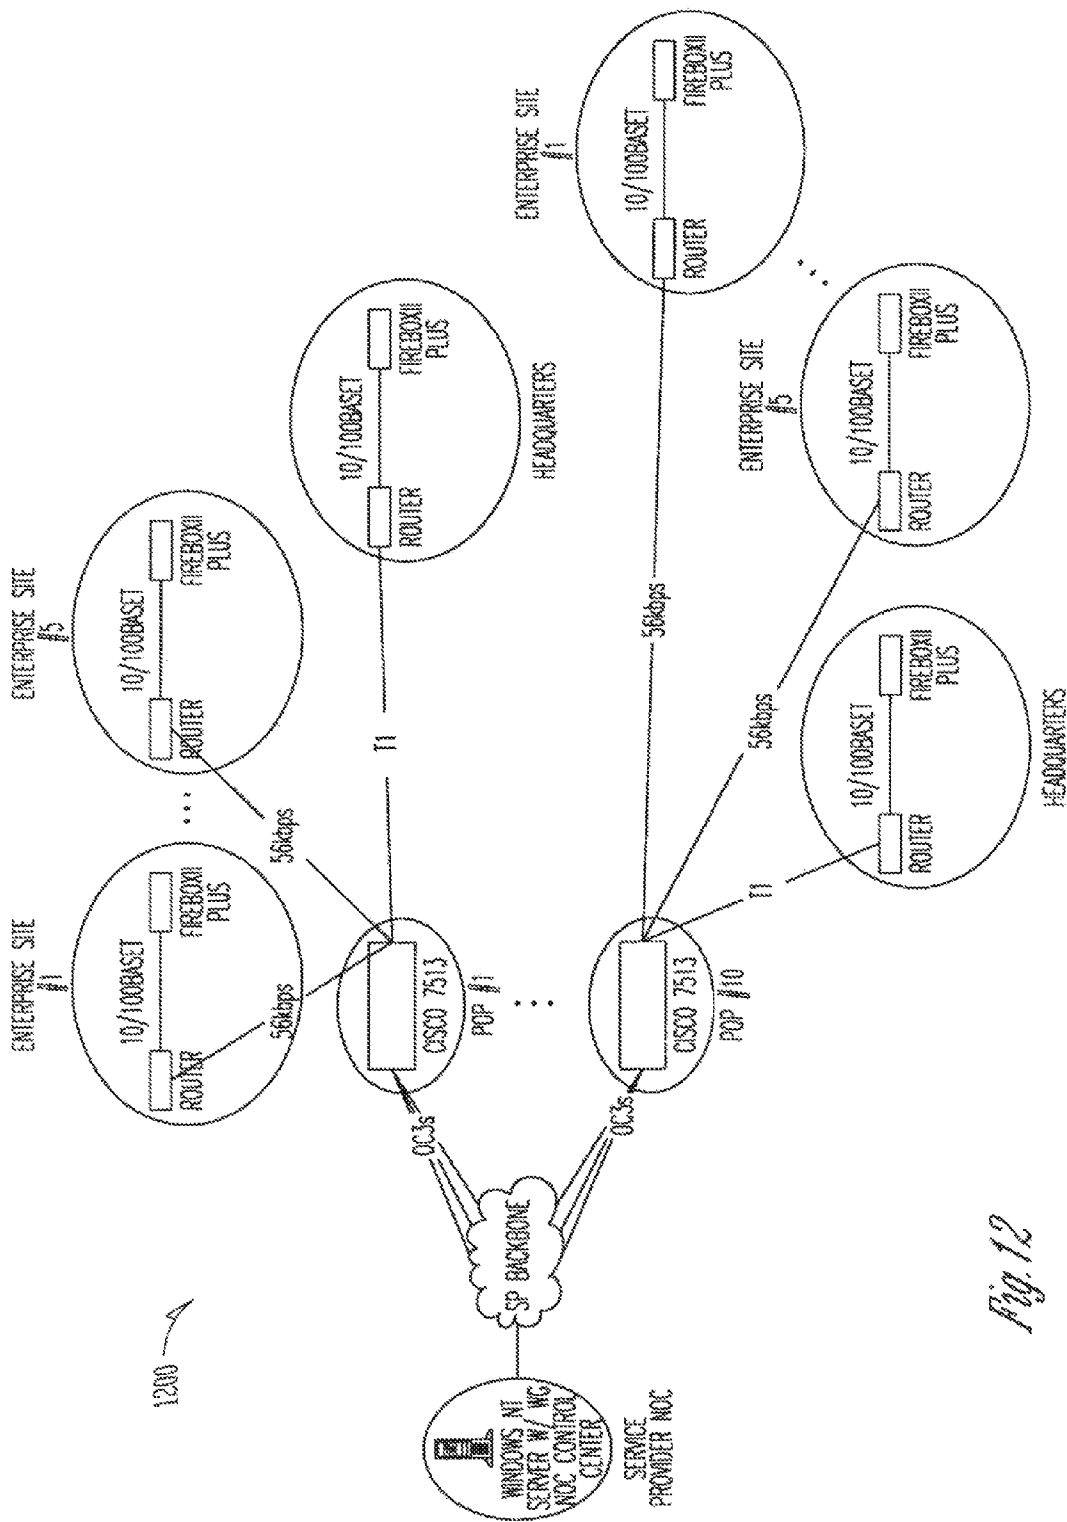 1200
ENTERPRISE SITE
#1
10/100BASET
ROUTER
FIREBOXII
PLUS
ENTERPRISE SITE
#5
10/100BASET
ROUTER
FIREBOXII
PLUS
56kbps
56kbps
T1
10/100BASET
ROUTER
FIREBOXII
PLUS
HEADQUARTERS
CISCO 7513
POP #1
OC3s
WINDOWS NT
SERVER W/ WG
NOC CONTROL
CENTER
SERVICE
PROVIDER NOC
SP BACKBONE
OC3s
CISCO 7513
POP #10
56kbps
56kbps
T1
ENTERPRISE SITE
#1
10/100BASET
ROUTER
FIREBOXII
PLUS
ENTERPRISE SITE
#5
10/100BASET
ROUTER
FIREBOXII
PLUS
10/100BASET
ROUTER
FIREBOXII
PLUS
HEADQUARTERS
Fig. 12